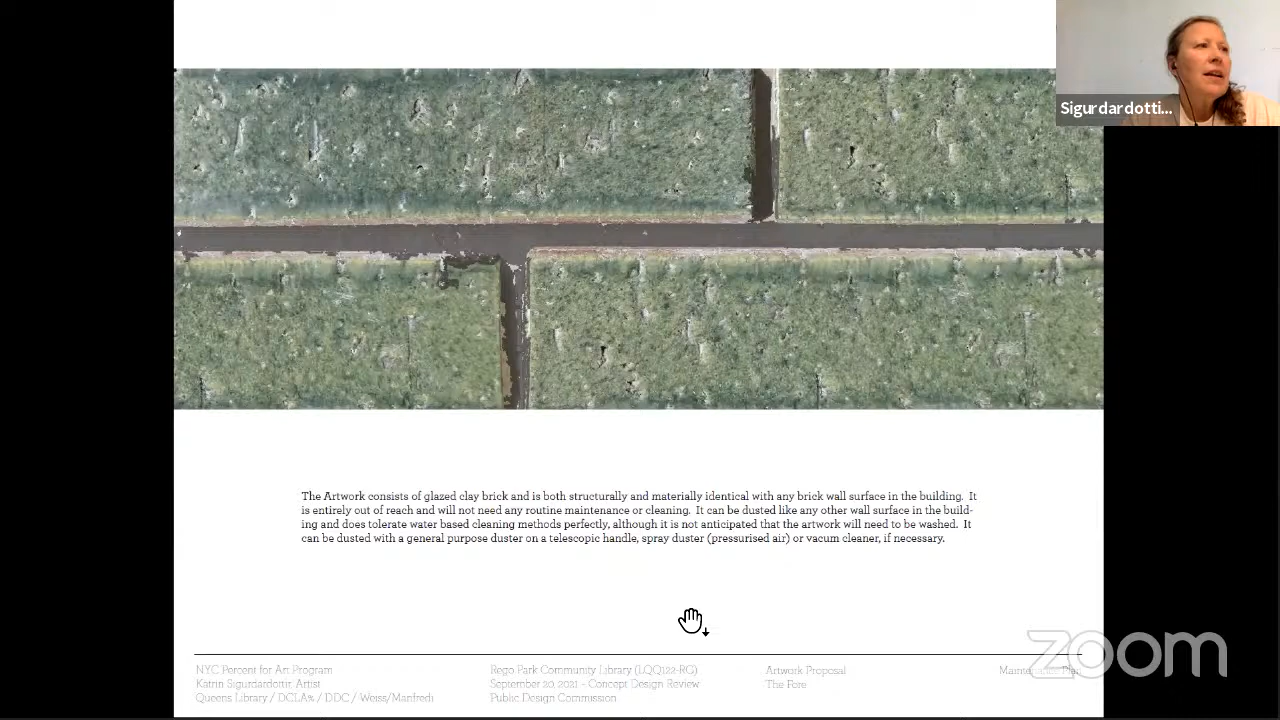 Sigurdardotti...
The Artwork consists of glazed clay brick and is both structurally and materially identical with any brick wall surface in the building. It
is entirely out of reach and will not need any routine maintenance or cleaning. It can be dusted like any other wall surface in the build-
ing and does tolerate water based cleaning methods perfectly, although it is not anticipated that the artwork will need to be washed. It
can be dusted with a general purpose duster on a telescopic handle, spray duster (pressurised air) or vacum cleaner, if necessary.
NYC Percent for Art Program
Katrin Sigurdardottir, Artist
Queens Library / DCLA% / DDC / Weiss/Manfredi
Rego Park Community Library (LQQ122-RG)
September 20, 2021 - Concept Design Review
Public Design Commission
Artwork Proposal
The Fore
Maintenance Plan
zoom